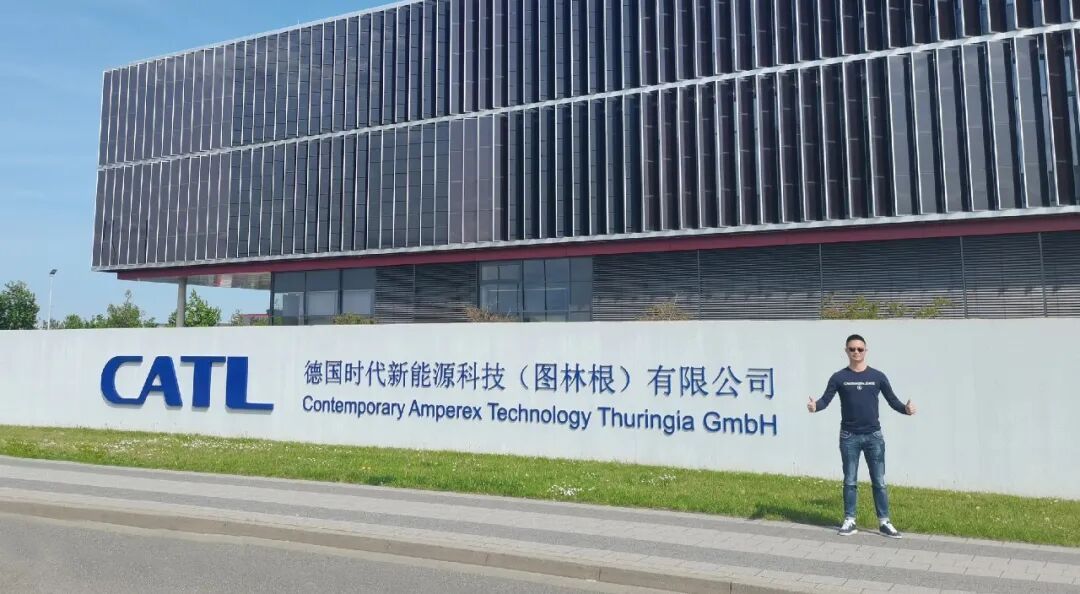 CATL
德国时代新能源科技（图林根）有限公司
Contemporary Amperex Technology Thuringia GmbH